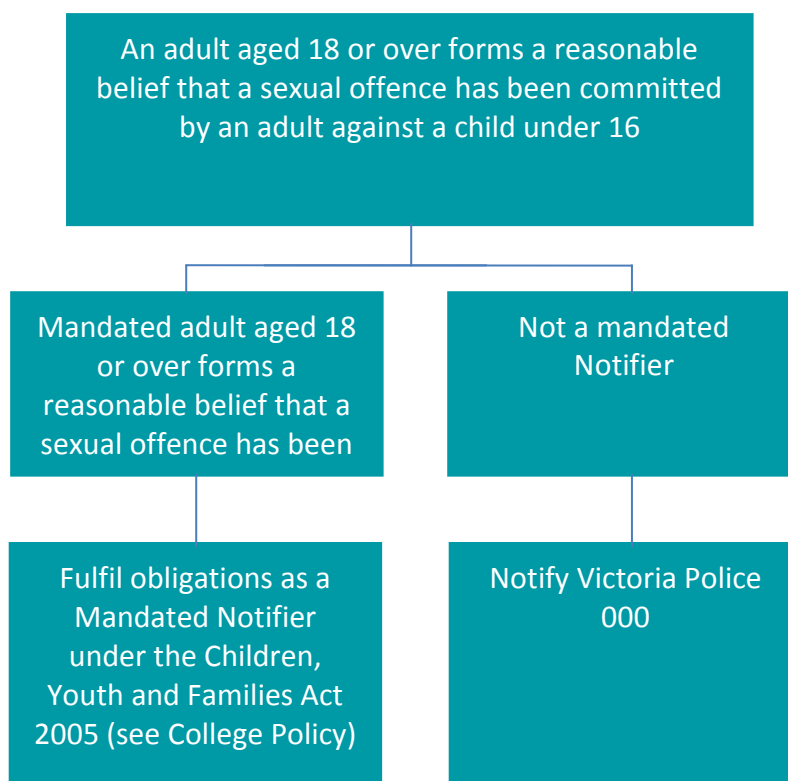 An adult aged 18 or over forms a reasonable
belief that a sexual offence has been committed
by an adult against a child under 16
Mandated adult aged 18
or over forms a
reasonable belief that a
sexual offence has been
Not a mandated
Notifier
Fulfil obligations as a
Mandated Notifier
under the Children,
Youth and Families Act
2005 (see College Policy)
Notify Victoria Police
000